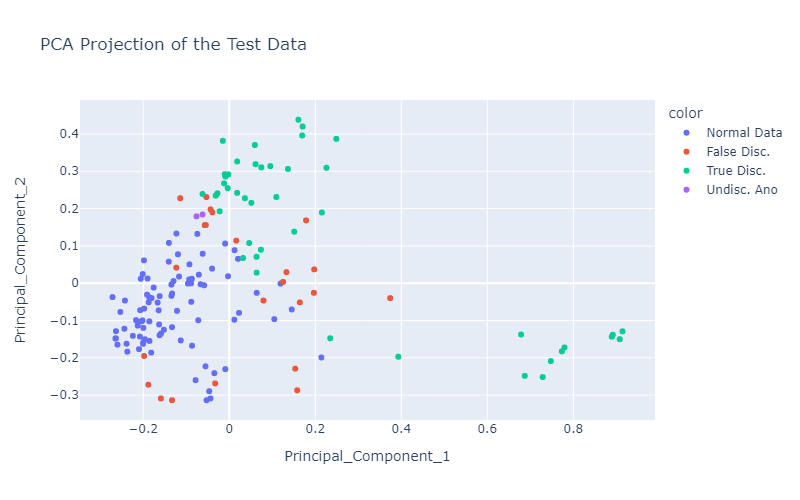 PCA Projection of the Test Data
color
Normal Data
False Disc.
True Disc.
Undisc. Ano
0.4
0.3
0.2
0.1
0
−0.1
−0.2
−0.3
Principal_Component_2
−0.2
0
0.2
0.4
0.6
0.8
Principal_Component_1